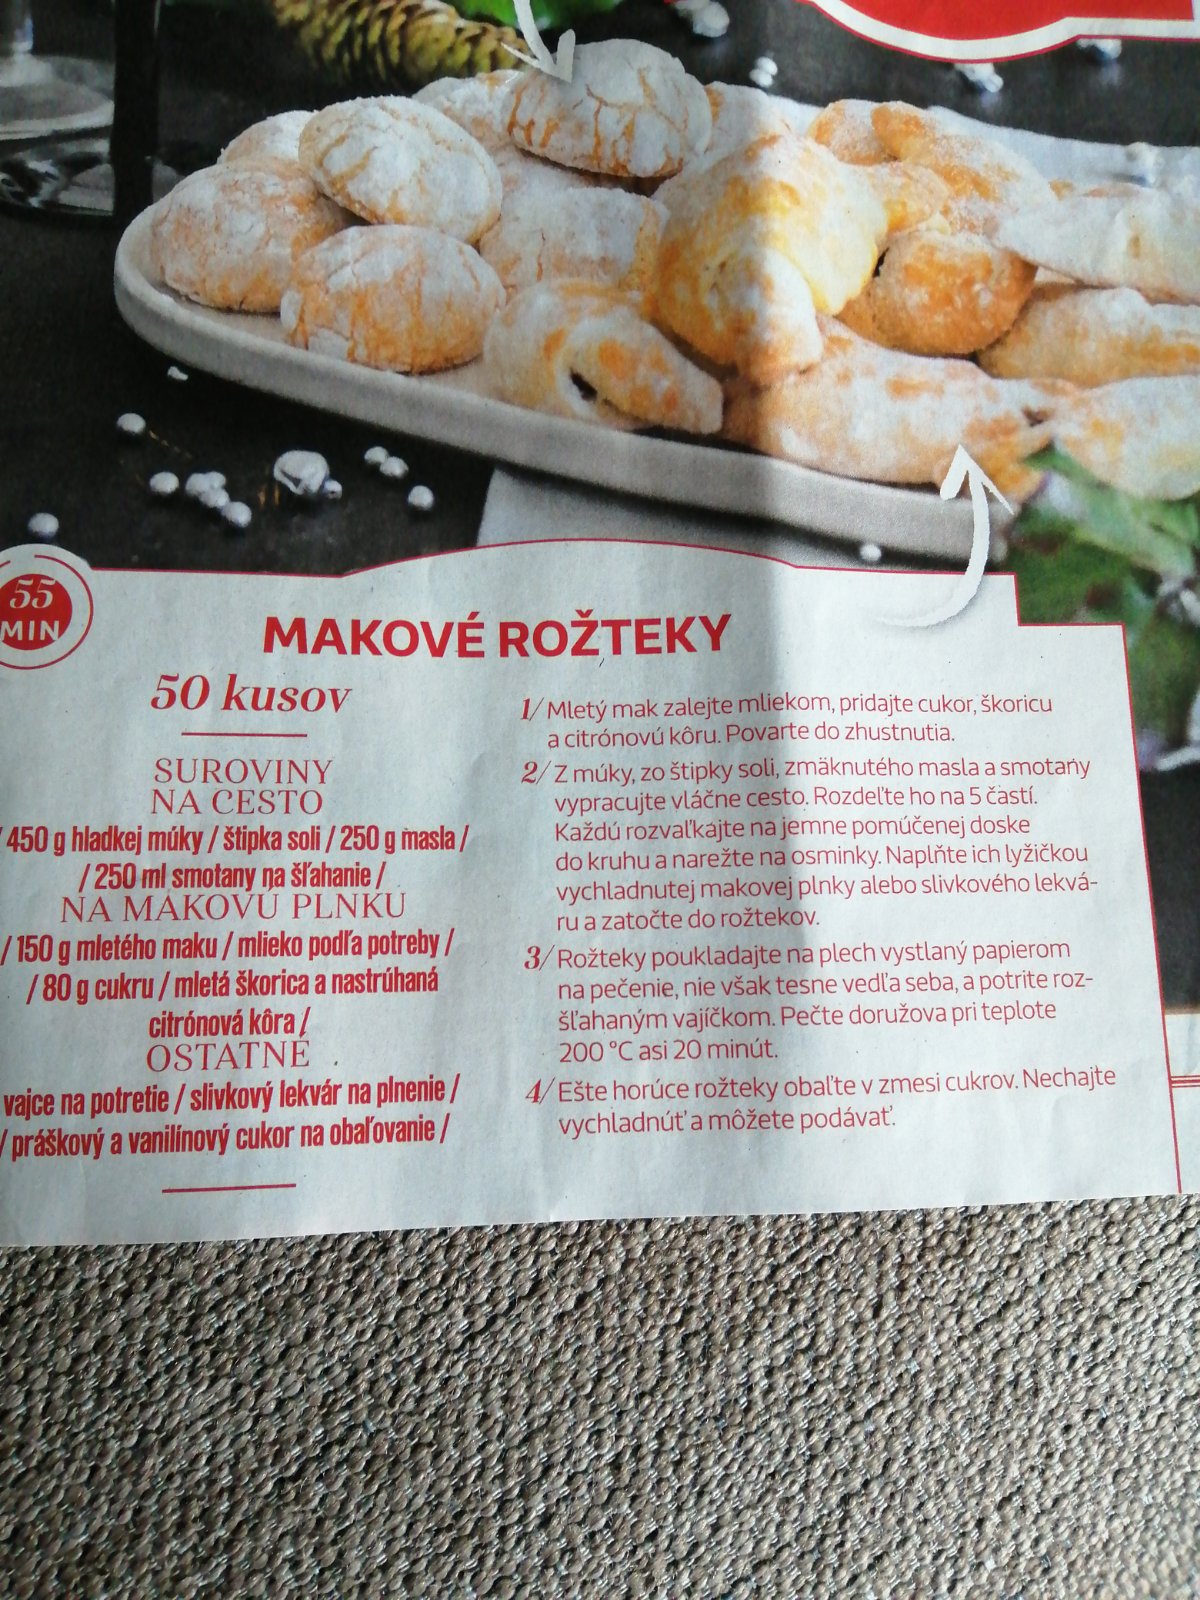 55
MIN
MAKOVÉ ROŽTEKY
50 kusov
SUROVINY
NA CESTO
/ 450 g hladkej múky / štipka soli / 250 g masla /
/ 250 ml smotany na šľahanie /
NA MAKOVÚ PLNKU
/ 150 g mletého maku / mlieko podľa potreby /
/ 80 g cukru / mletá škorica a nastrúhaná
citrónová kôra /
OSTATNÉ
vajce na potretie / slivkový lekvár na plnenie /
/ práškový a vanilínový cukor na obaľovanie /
1/ Mletý mak zalejte mliekom, pridajte cukor, škoricu
a citrónovú kôru. Povarte do zhustnutia.
2/ Z múky, zo štipky soli, zmäknutého masla a smotany
vypracujte vláčne cesto. Rozdeľte ho na 5 častí.
Každú rozvaľkajte na jemne pomúčenej doske
do kruhu a narežte na osminky. Naplňte ich lyžičkou
vychladnutej makovej plnky alebo slivkového lekvá-
ru a zatočte do rožtekov.
3/ Rožteky poukladajte na plech vystlaný papierom
na pečenie, nie však tesne vedľa seba, a potrite roz-
šľahaným vajíčkom. Pečte doružova pri teplote
200 °C asi 20 minút.
4/ Ešte horúce rožteky obaľte v zmesi cukrov. Nechajte
vychladnúť a môžete podávať.